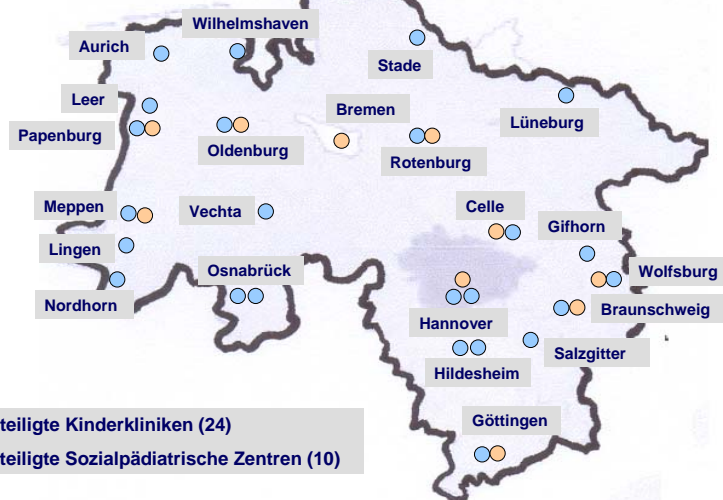 Wilhelmshaven
Aurich
Stade
Leer
Bremen
Lüneburg
Papenburg
Oldenburg
Rotenburg
Meppen
Vechta
Celle
Gifhorn
Lingen
Osnabrück
Wolfsburg
Nordhorn
Braunschweig
Hannover
Salzgitter
Hildesheim
Göttingen
teiligte Kinderkliniken (24)
teiligte Sozialpädiatrische Zentren (10)